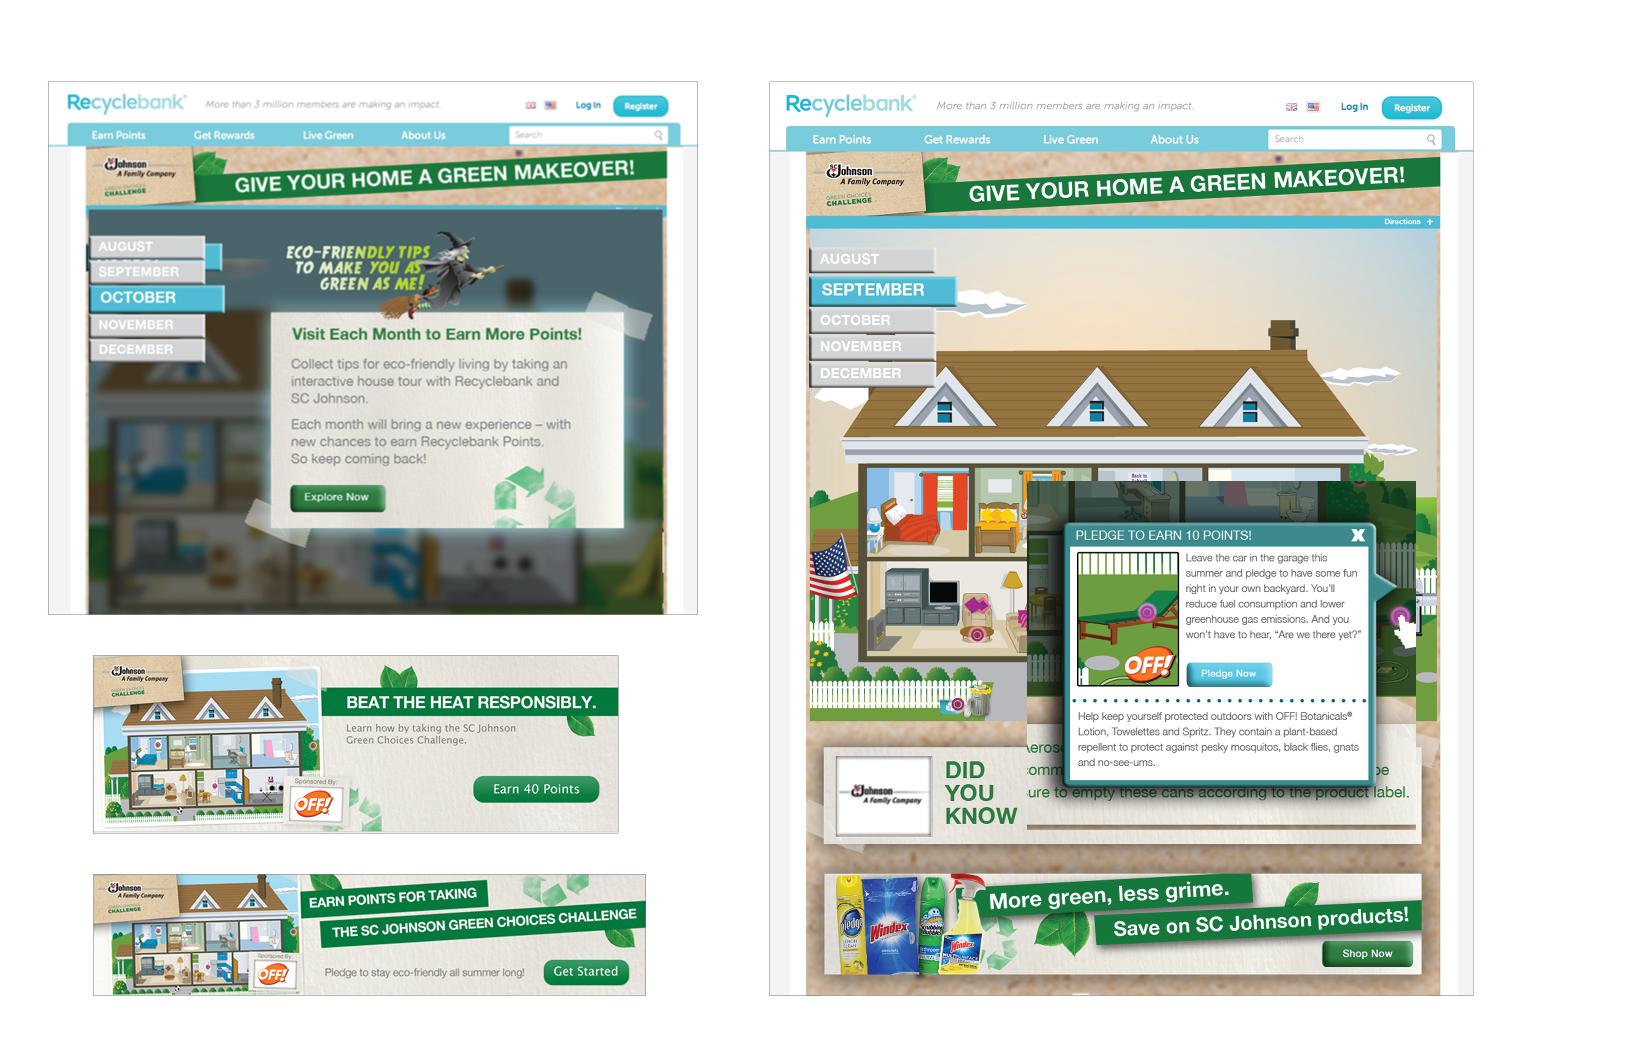 Recyclebank®
More than 3 million members are making an impact.
Log In
Register
Earn Points
Get Rewards
Live Green
About Us
Search
SC Johnson
A Family Company
GREEN CHOICES
CHALLENGE
GIVE YOUR HOME A GREEN MAKEOVER!
AUGUST
SEPTEMBER
OCTOBER
NOVEMBER
DECEMBER
ECO-FRIENDLY TIPS
TO MAKE YOU AS
GREEN AS ME!
Visit Each Month to Earn More Points!
Collect tips for eco-friendly living by taking an
interactive house tour with Recyclebank and
SC Johnson.
Each month will bring a new experience – with
new chances to earn Recyclebank Points.
So keep coming back!
Explore Now
SC Johnson
A Family Company
GREEN CHOICES
CHALLENGE
BEAT THE HEAT RESPONSIBLY.
Learn how by taking the SC Johnson
Green Choices Challenge.
Sponsored By:
OFF!
Earn 40 Points
SC Johnson
A Family Company
GREEN CHOICES
CHALLENGE
EARN POINTS FOR TAKING
THE SC JOHNSON GREEN CHOICES CHALLENGE
Sponsored By:
OFF!
Pledge to stay eco-friendly all summer long!
Get Started
Recyclebank®
More than 3 million members are making an impact.
Log In
Register
Earn Points
Get Rewards
Live Green
About Us
Search
SC Johnson
A Family Company
GREEN CHOICES
CHALLENGE
GIVE YOUR HOME A GREEN MAKEOVER!
Directions +
AUGUST
SEPTEMBER
OCTOBER
NOVEMBER
DECEMBER
PLEDGE TO EARN 10 POINTS!
X
Leave the car in the garage this
summer and pledge to have some fun
right in your own backyard. You'll
reduce fuel consumption and lower
greenhouse gas emissions. And you
won't have to hear, "Are we there yet?"
OFF!
Pledge Now
Help keep yourself protected outdoors with OFF! Botanicals®
Lotion, Towelettes and Spritz. They contain a plant-based
repellent to protect against pesky mosquitos, black flies, gnats
and no-see-ums.
SC Johnson
A Family Company
DID
YOU
KNOW
be
to empty these cans according to the product label.
Pledge
Windex
Scrubbing
Bubbles
Windex
More green, less grime.
Save on SC Johnson products!
Shop Now